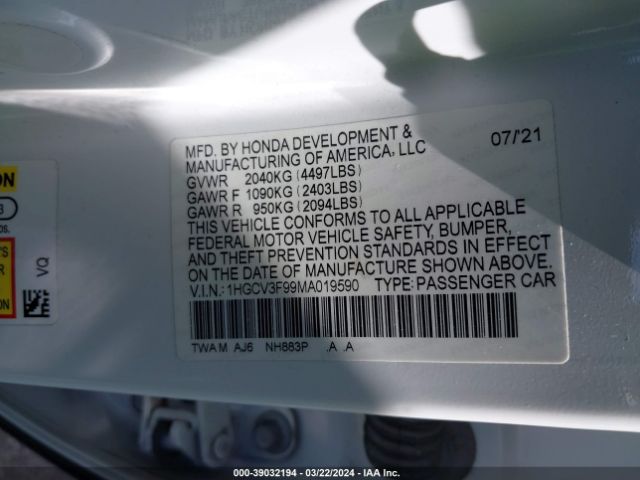 MFD. BY HONDA DEVELOPMENT & MANUFACTURING OF AMERICA, LLC 07/'21
GVWR 2040KG (4497LBS)
GAWR F 1090KG (2403LBS)
GAWR R 950KG (2094LBS)
THIS VEHICLE CONFORMS TO ALL APPLICABLE
FEDERAL MOTOR VEHICLE SAFETY, BUMPER,
AND THEFT PREVENTION STANDARDS IN EFFECT
ON THE DATE OF MANUFACTURE SHOWN ABOVE.
V.I.N.: 1HGCV3F99MA019590 TYPE: PASSENGER CAR
TWA M AJ6 NH883P .A .A
ON
3
os.
'S
VQ
000-39032194 - 03/22/2024 - IAA Inc.